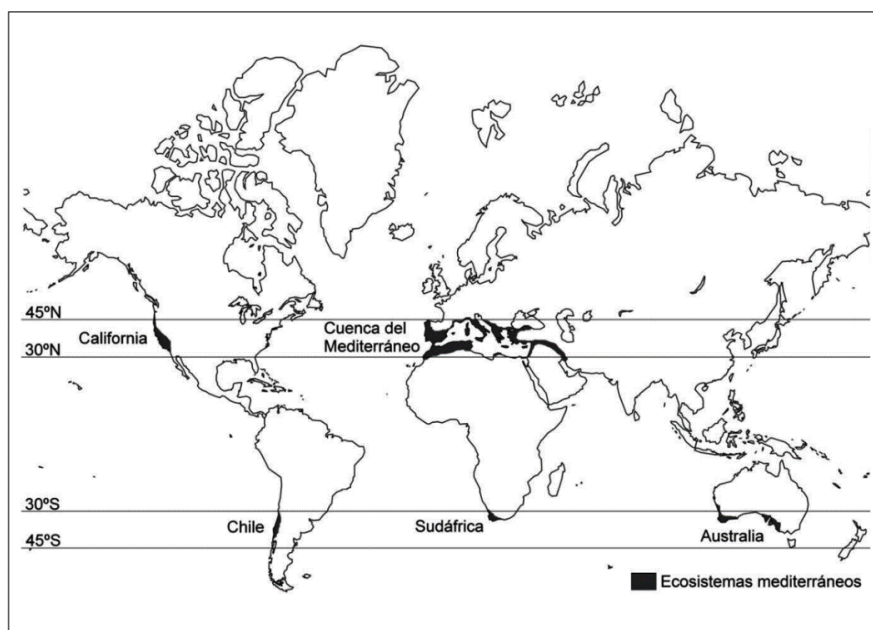 45ºN
California
Cuenca del
Mediterráneo
30ºN
30ºS
Chile
Sudáfrica
Australia
45ºS
Ecosistemas mediterráneos